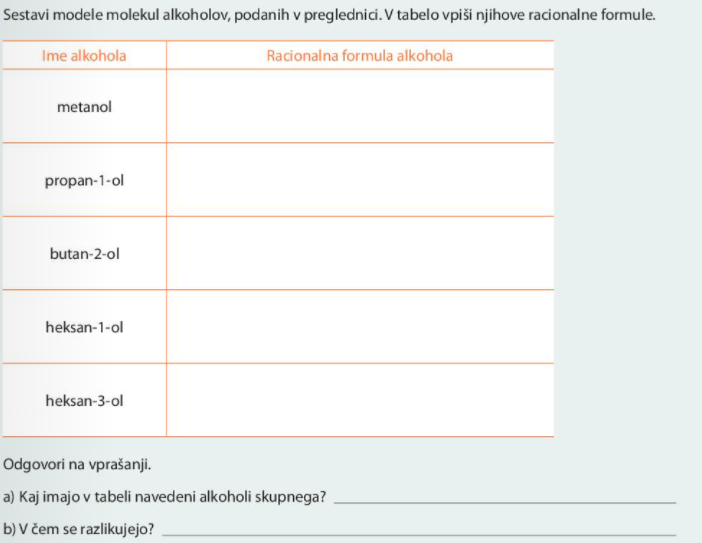 Sestavi modele molekul alkoholov, podanih v preglednici. V tabelo vpiši njihove racionalne formule.
Ime alkohola Racionalna formula alkohola
metanol
propan-1-ol
butan-2-ol
heksan-1-ol
heksan-3-ol
Odgovori na vprašanji.
a) Kaj imajo v tabeli navedeni alkoholi skupnega?
b) V čem se razlikujejo?